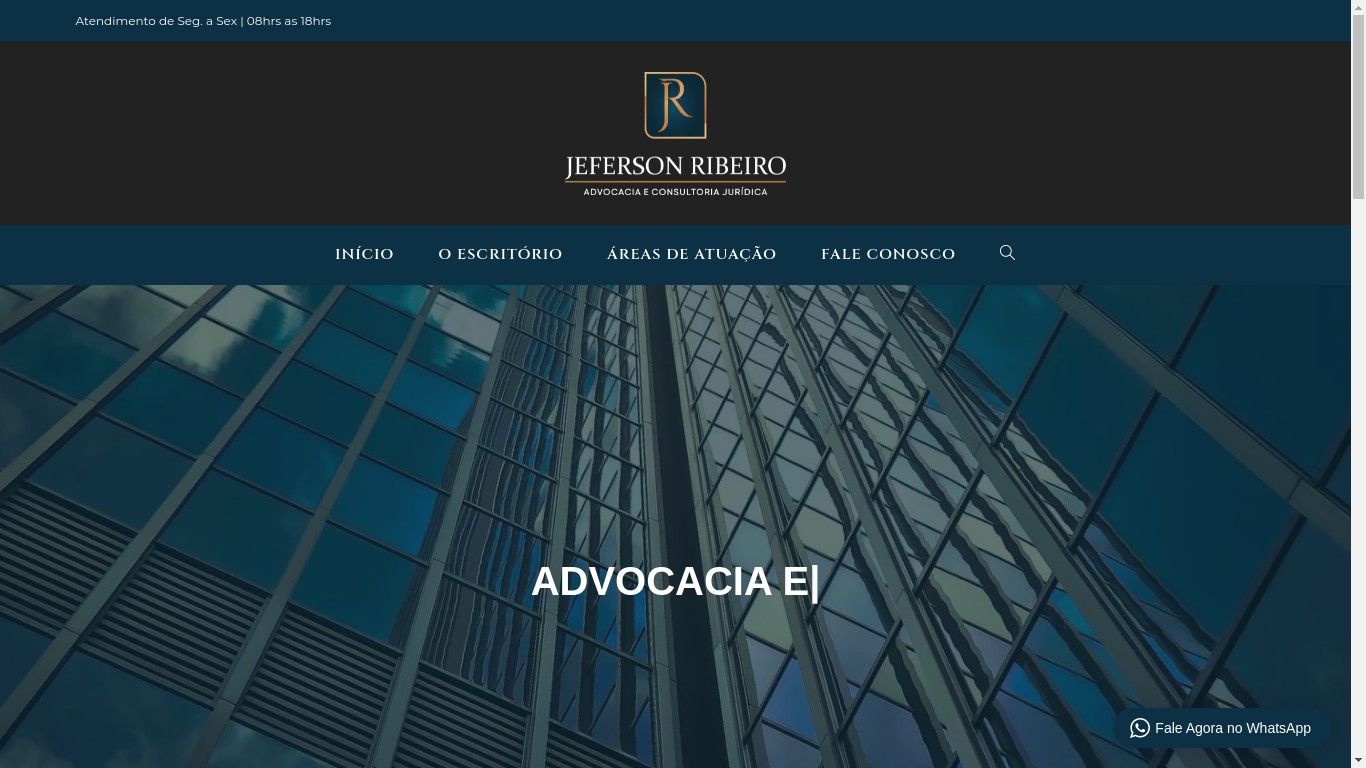 Atendimento de Seg. a Sex | 08hrs as 18hrs
JR
JEFERSON RIBEIRO
ADVOCACIA E CONSULTORIA JURÍDICA
INÍCIO O ESCRITÓRIO ÁREAS DE ATUAÇÃO FALE CONOSCO
ADVOCACIA E|
Fale Agora no WhatsApp